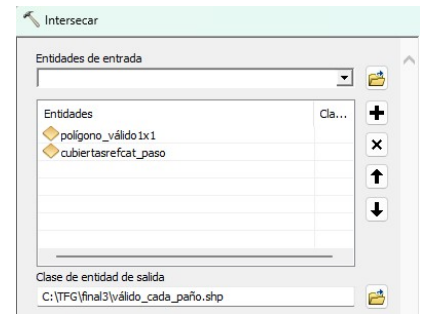 Intersecar
Entidades de entrada
Entidades Cla...
polígono_válido1x1
cubiertasrefcat_paso
Clase de entidad de salida
C:\TFG\final3\válido_cada_paño.shp